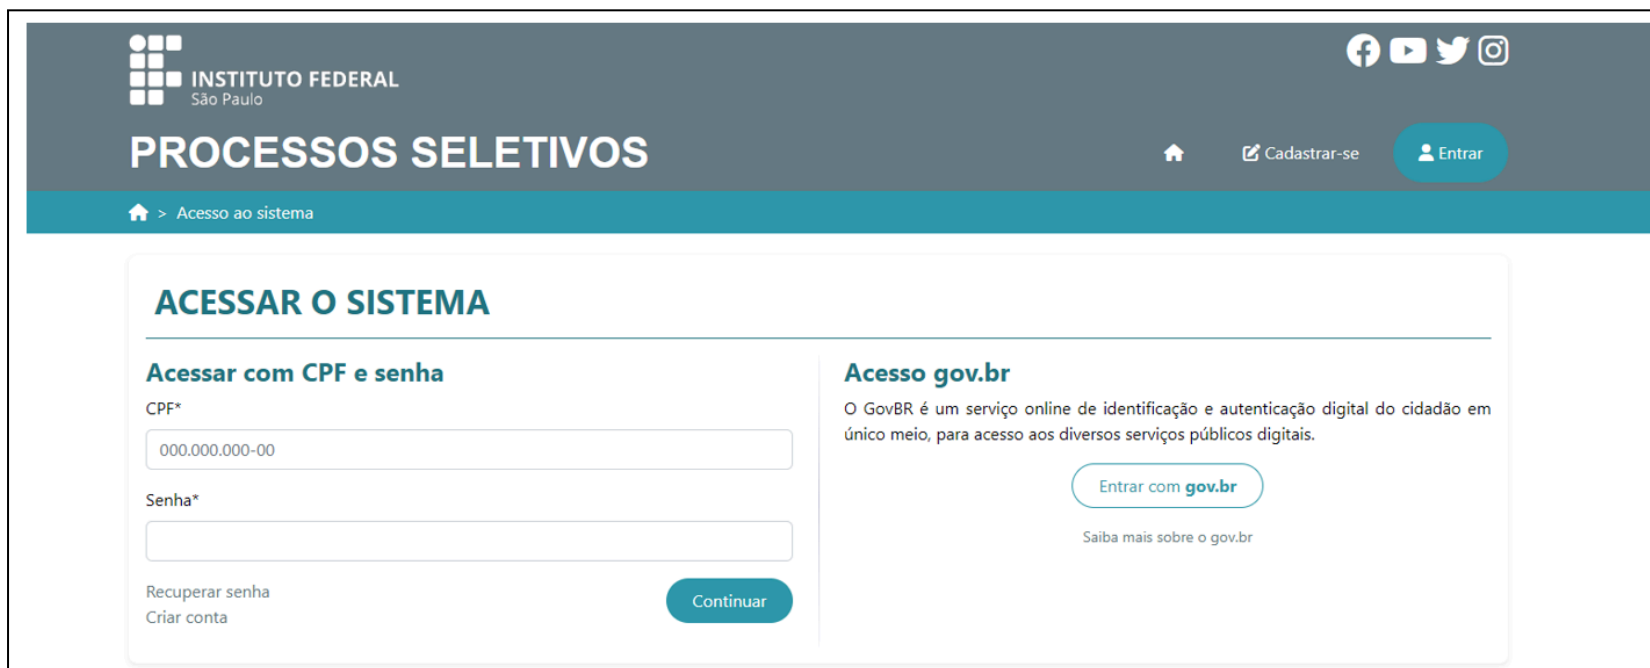 INSTITUTO FEDERAL
São Paulo
PROCESSOS SELETIVOS
Cadastrar-se
Entrar
> Acesso ao sistema
ACESSAR O SISTEMA
Acessar com CPF e senha
CPF*
000.000.000-00
Senha*
Recuperar senha
Criar conta
Continuar
Acesso gov.br
O GovBR é um serviço online de identificação e autenticação digital do cidadão em
único meio, para acesso aos diversos serviços públicos digitais.
Entrar com gov.br
Saiba mais sobre o gov.br